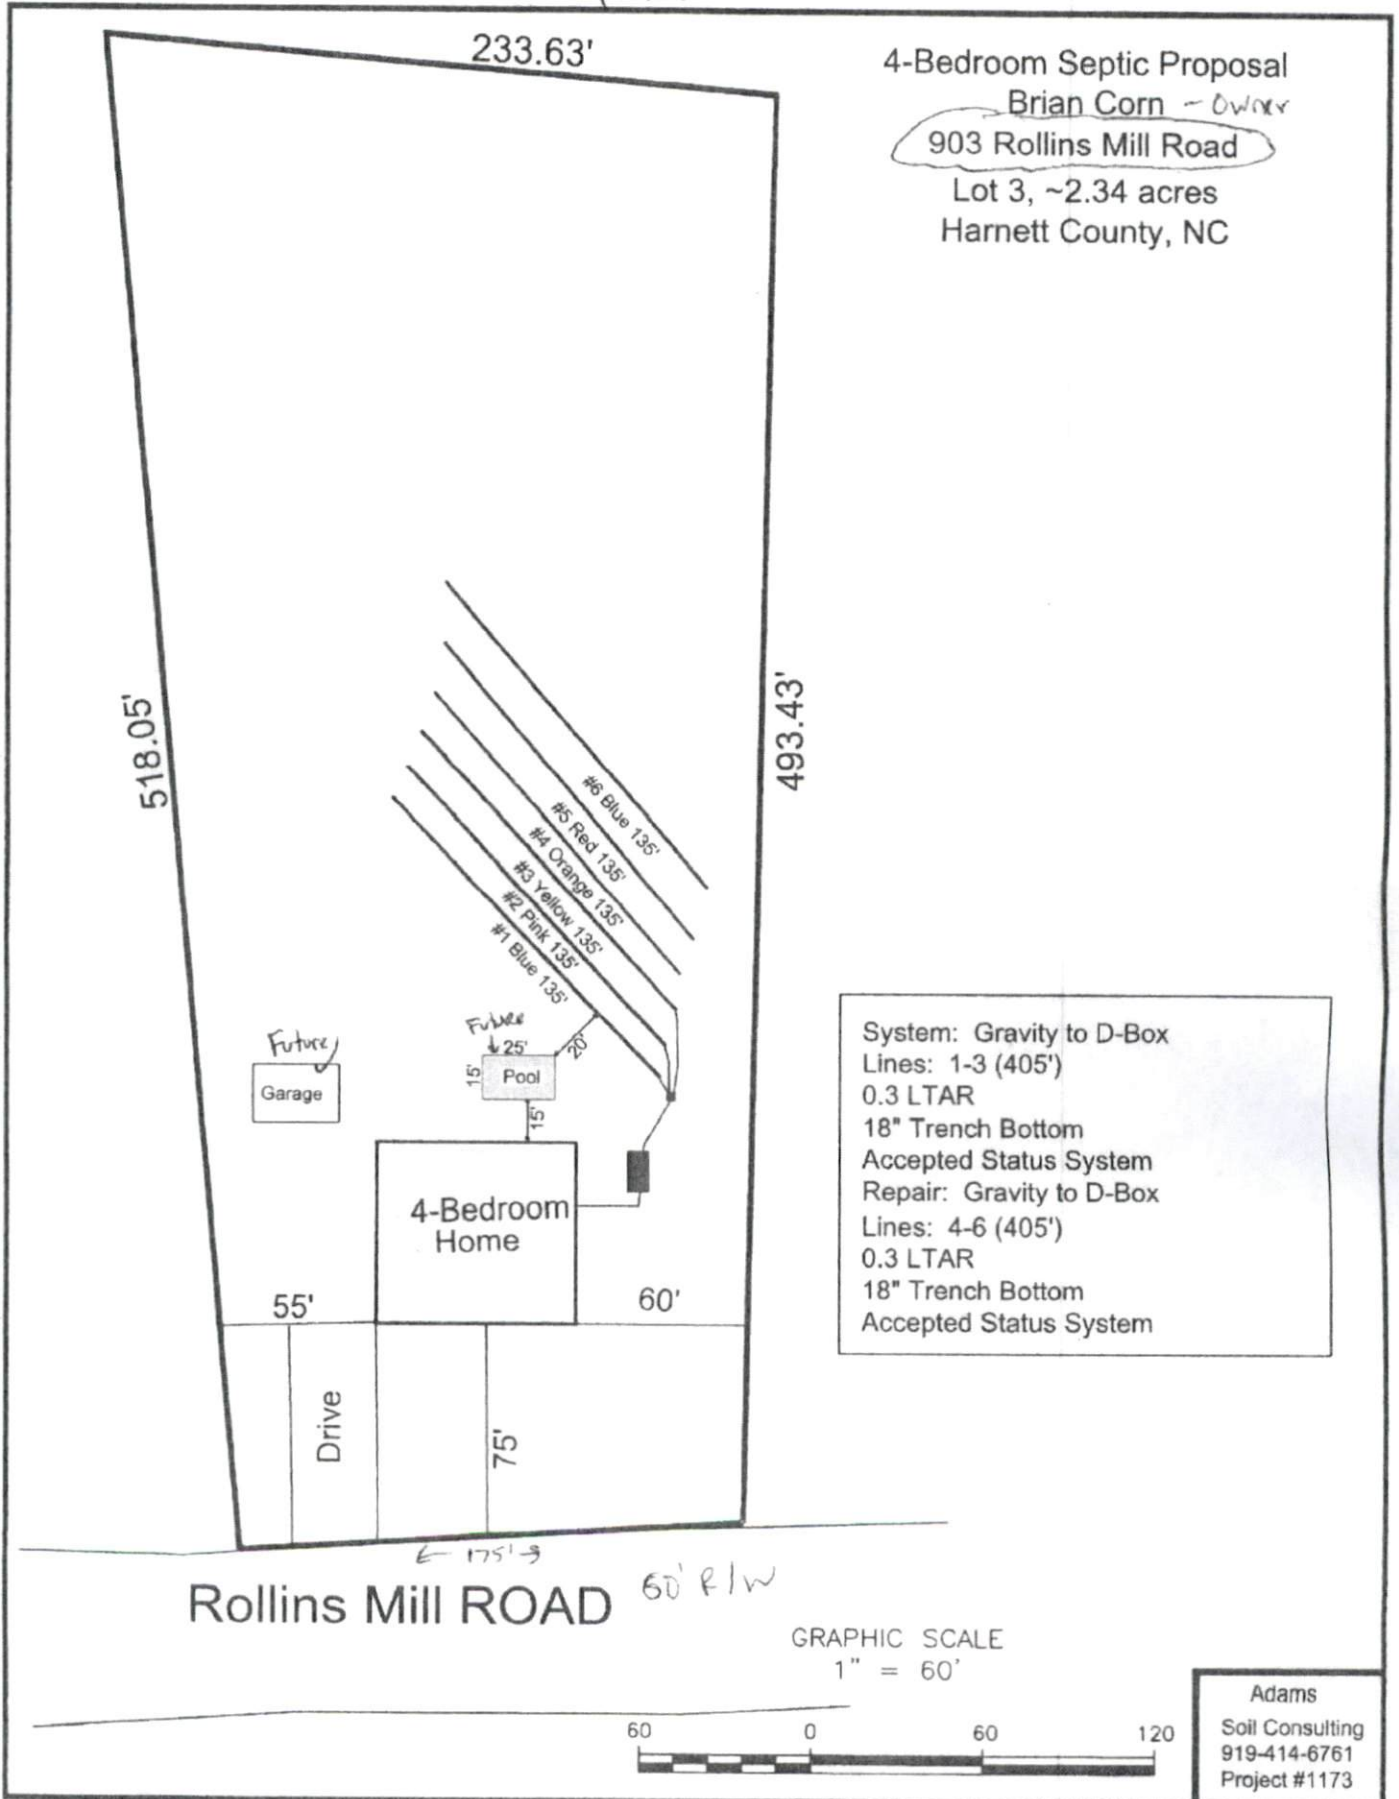 233.63'
4-Bedroom Septic Proposal
Brian Corn - Owner
903 Rollins Mill Road
Lot 3, ~2.34 acres
Harnett County, NC
518.05'
493.43'
#6 Blue 135'
#5 Red 135'
#4 Orange 135'
#3 Yellow 135'
#2 Pink 135'
#1 Blue 135'
Future
Garage
Future
25'
15'
Pool
20'
15'
4-Bedroom
Home
55'
60'
Drive
75'
System: Gravity to D-Box
Lines: 1-3 (405')
0.3 LTAR
18" Trench Bottom
Accepted Status System
Repair: Gravity to D-Box
Lines: 4-6 (405')
0.3 LTAR
18" Trench Bottom
Accepted Status System
175'
Rollins Mill ROAD
60' R/W
GRAPHIC SCALE
1" = 60'
60 0 60 120
Adams
Soil Consulting
919-414-6761
Project #1173